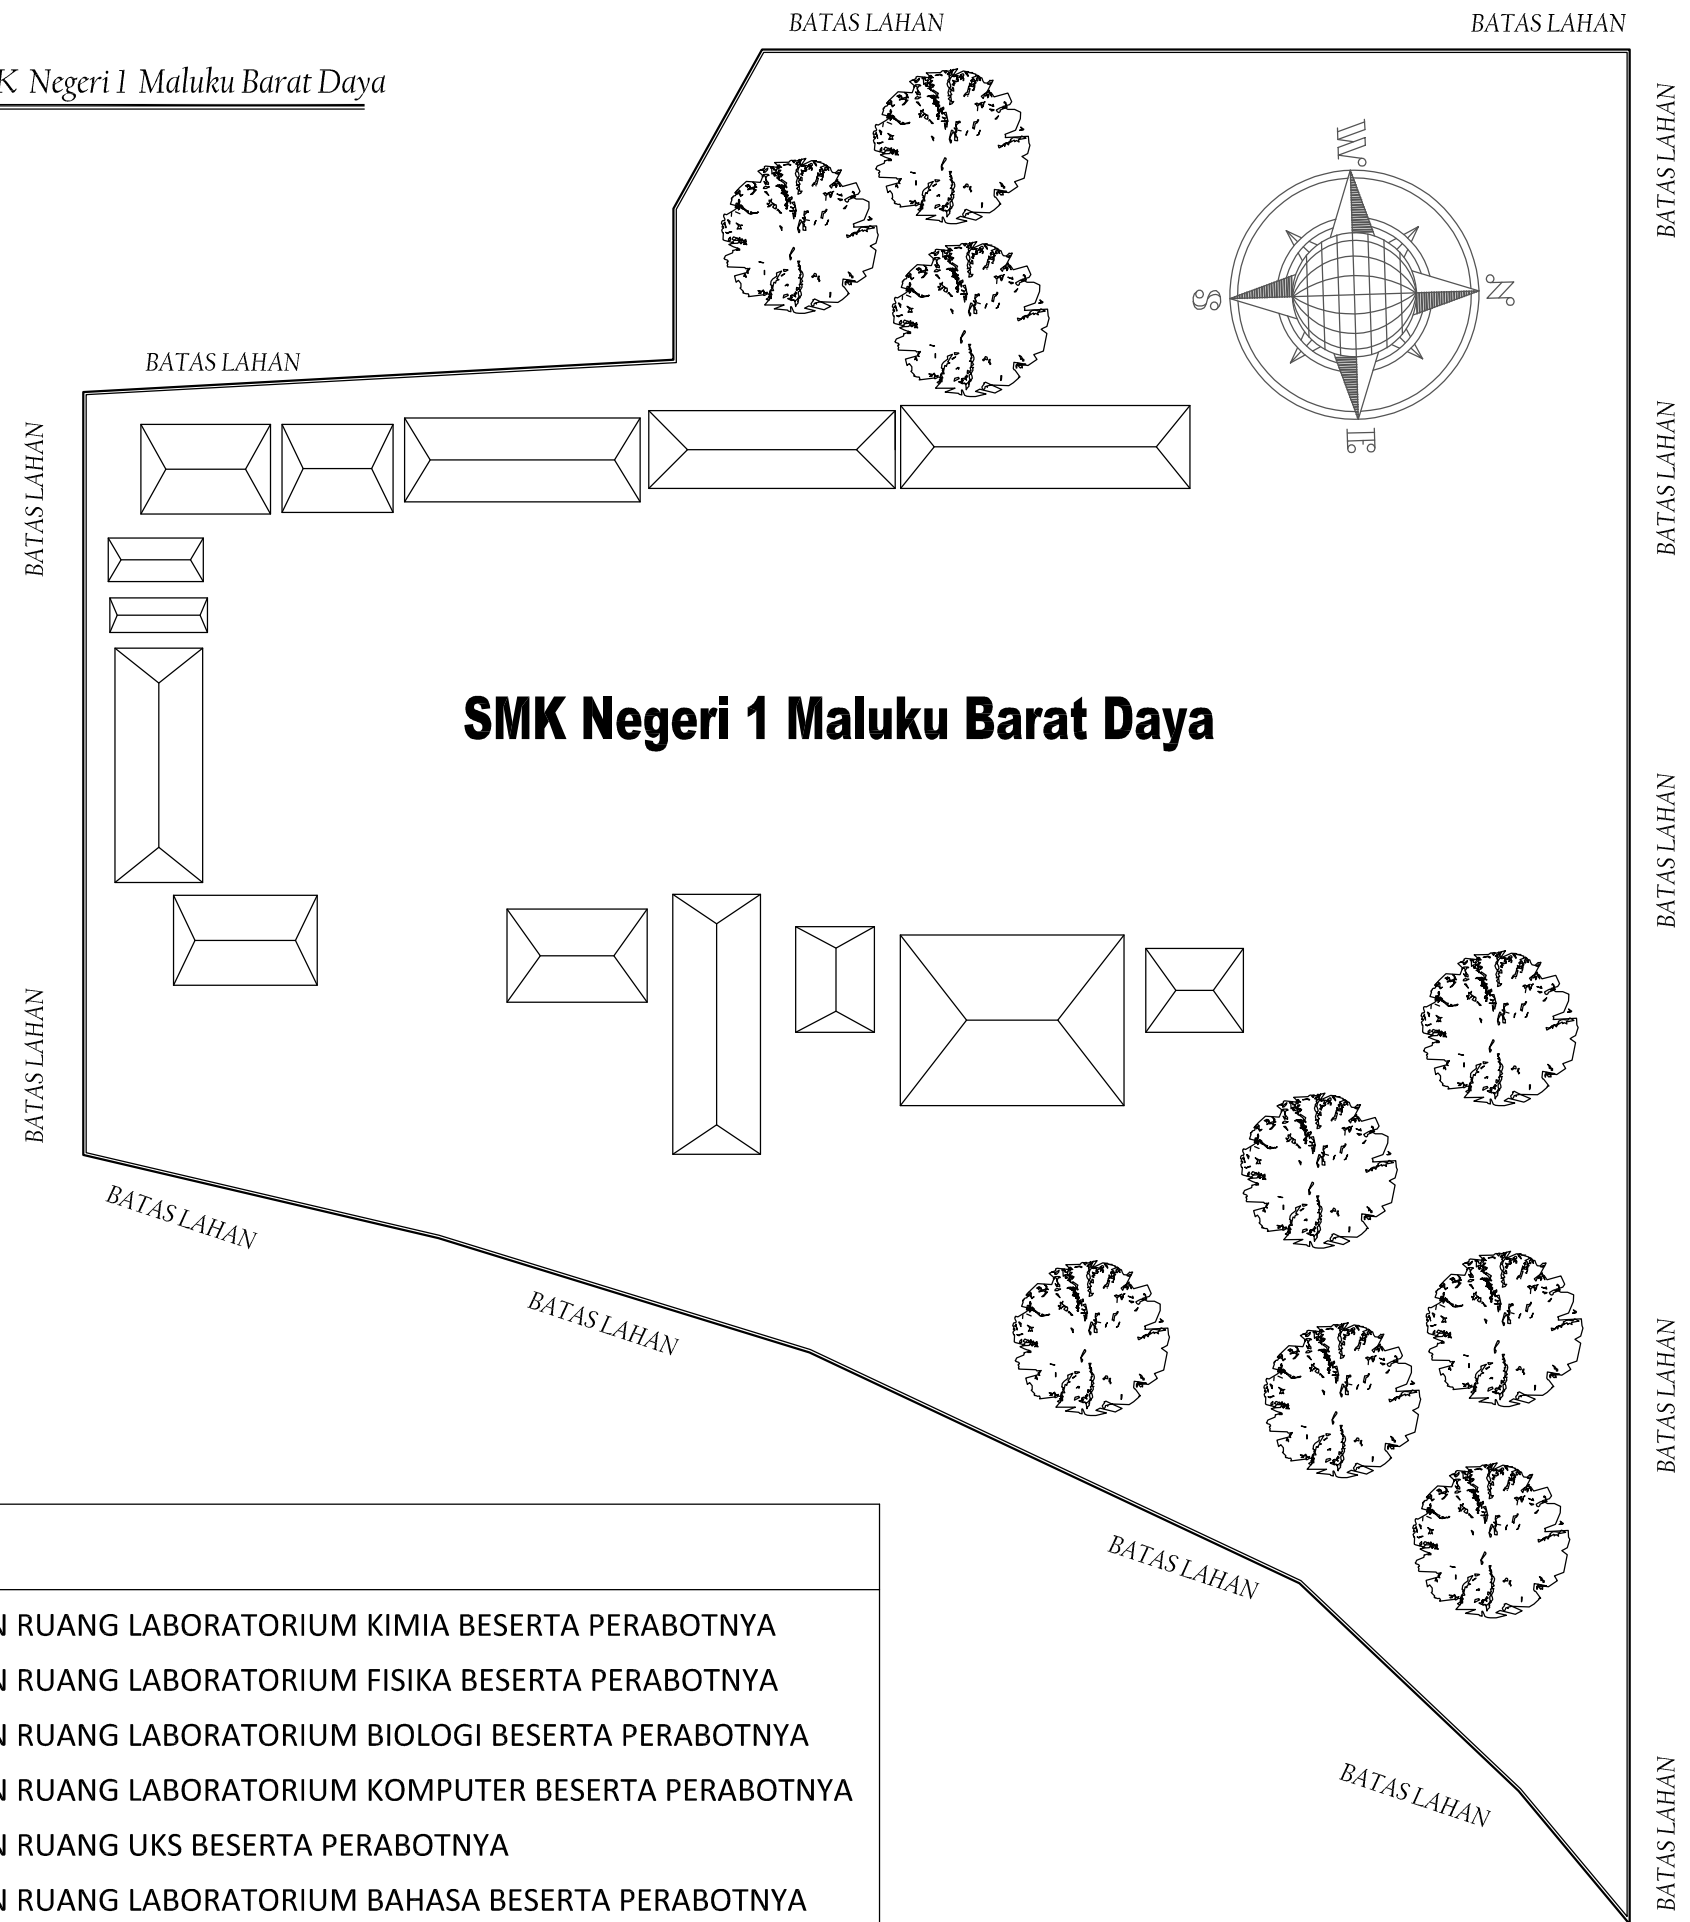 BATAS LAHAN
BATAS LAHAN
K Negeri 1 Maluku Barat Daya
BATAS LAHAN
W
N
S
E
BATAS LAHAN
BATAS LAHAN
BATAS LAHAN
SMK Negeri 1 Maluku Barat Daya
BATAS LAHAN
BATAS LAHAN
BATAS LAHAN
BATAS LAHAN
BATAS LAHAN
BATAS LAHAN
BATAS LAHAN
BATAS LAHAN
N RUANG LABORATORIUM KIMIA BESERTA PERABOTNYA
N RUANG LABORATORIUM FISIKA BESERTA PERABOTNYA
N RUANG LABORATORIUM BIOLOGI BESERTA PERABOTNYA
N RUANG LABORATORIUM KOMPUTER BESERTA PERABOTNYA
N RUANG UKS BESERTA PERABOTNYA
N RUANG LABORATORIUM BAHASA BESERTA PERABOTNYA